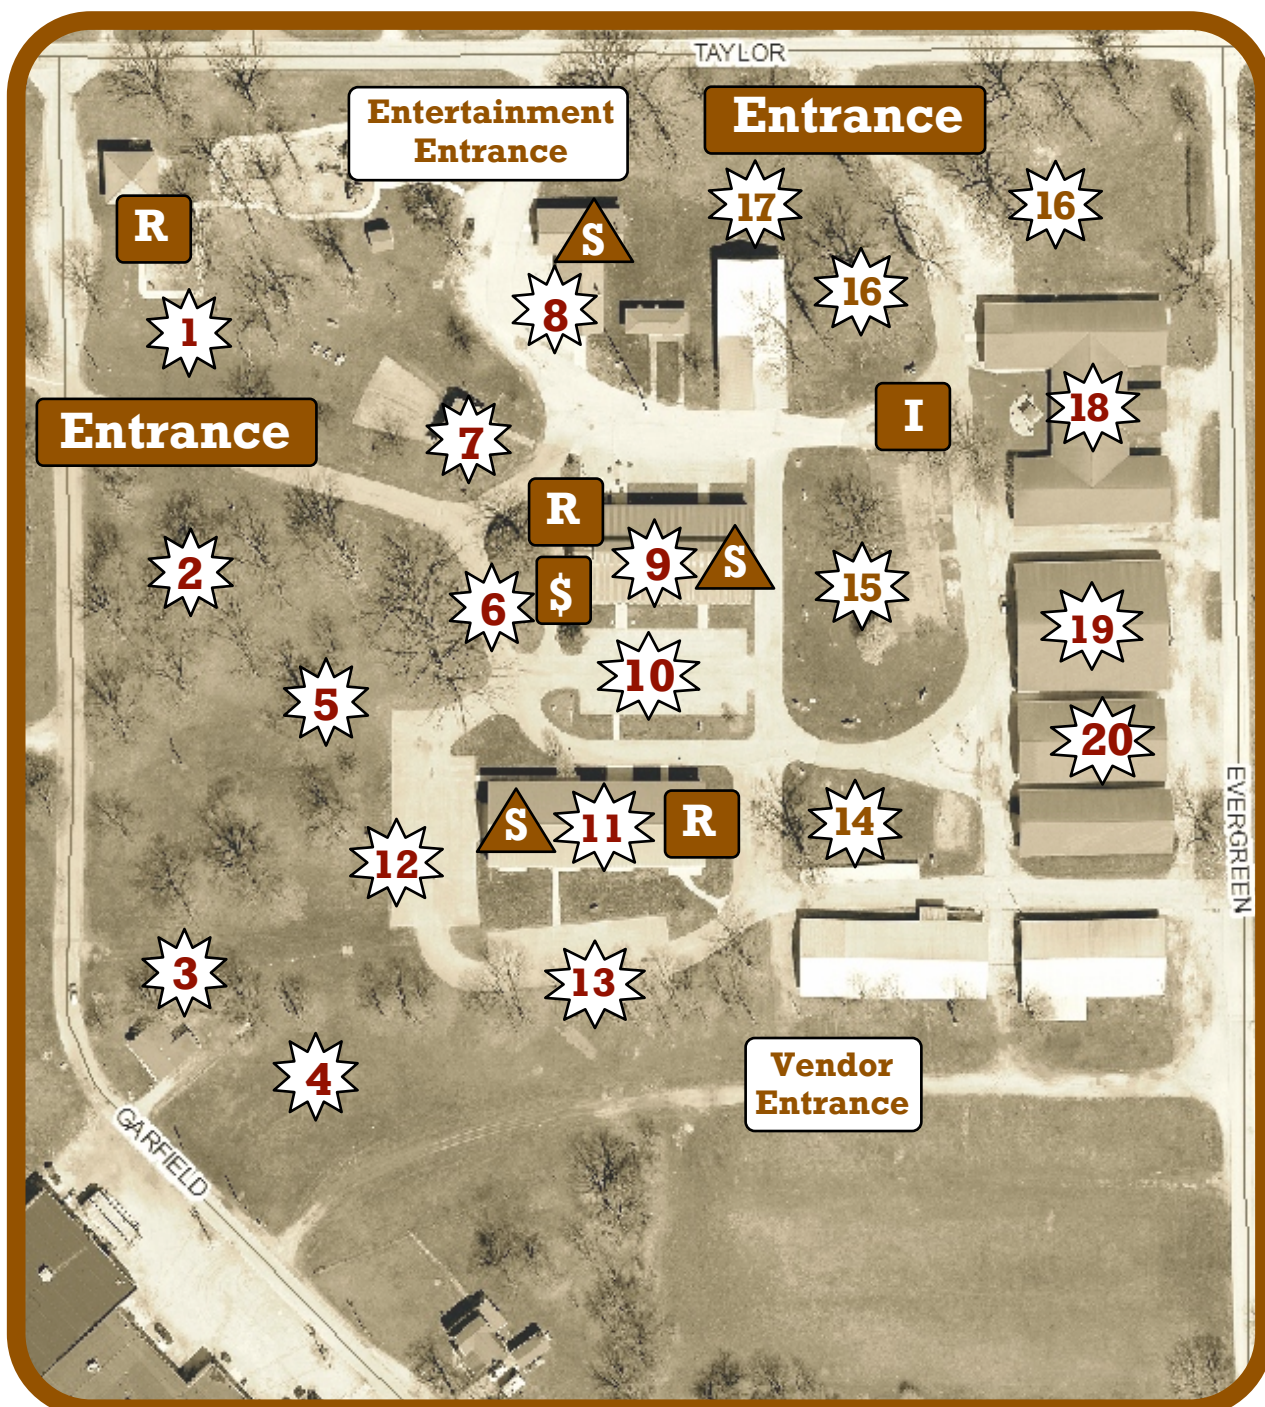 TAYLOR
Entertainment
Entrance
Entrance
R
S
17
16
16
1
8
I
18
Entrance
7
R
9
S
2
6
$
15
19
5
10
20
EVERGREEN
S
11
R
14
12
3
13
4
Vendor
Entrance
GARFIELD